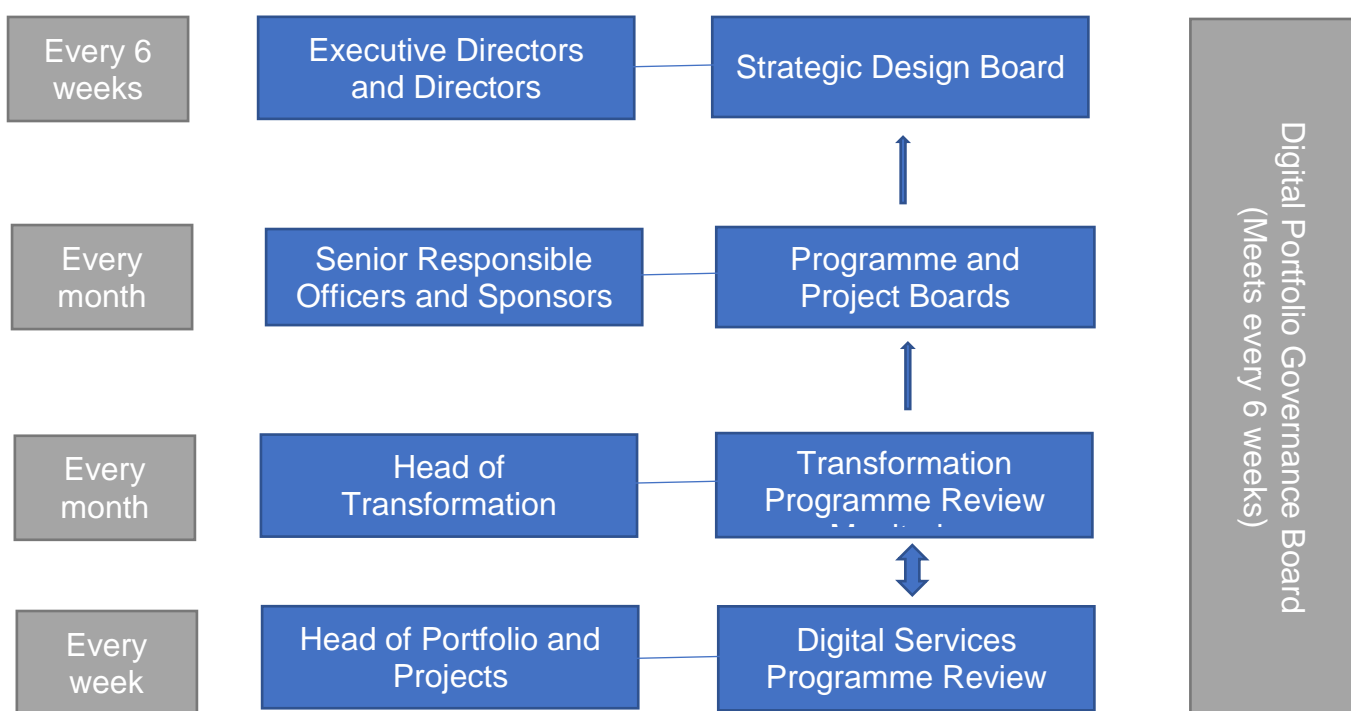 Every 6
weeks
Executive Directors
and Directors
Strategic Design Board
Every
month
Senior Responsible
Officers and Sponsors
Programme and
Project Boards
Every
month
Head of
Transformation
Transformation
Programme Review
Every
week
Head of Portfolio and
Projects
Digital Services
Programme Review
Digital Portfolio Governance Board
(Meets every 6 weeks)